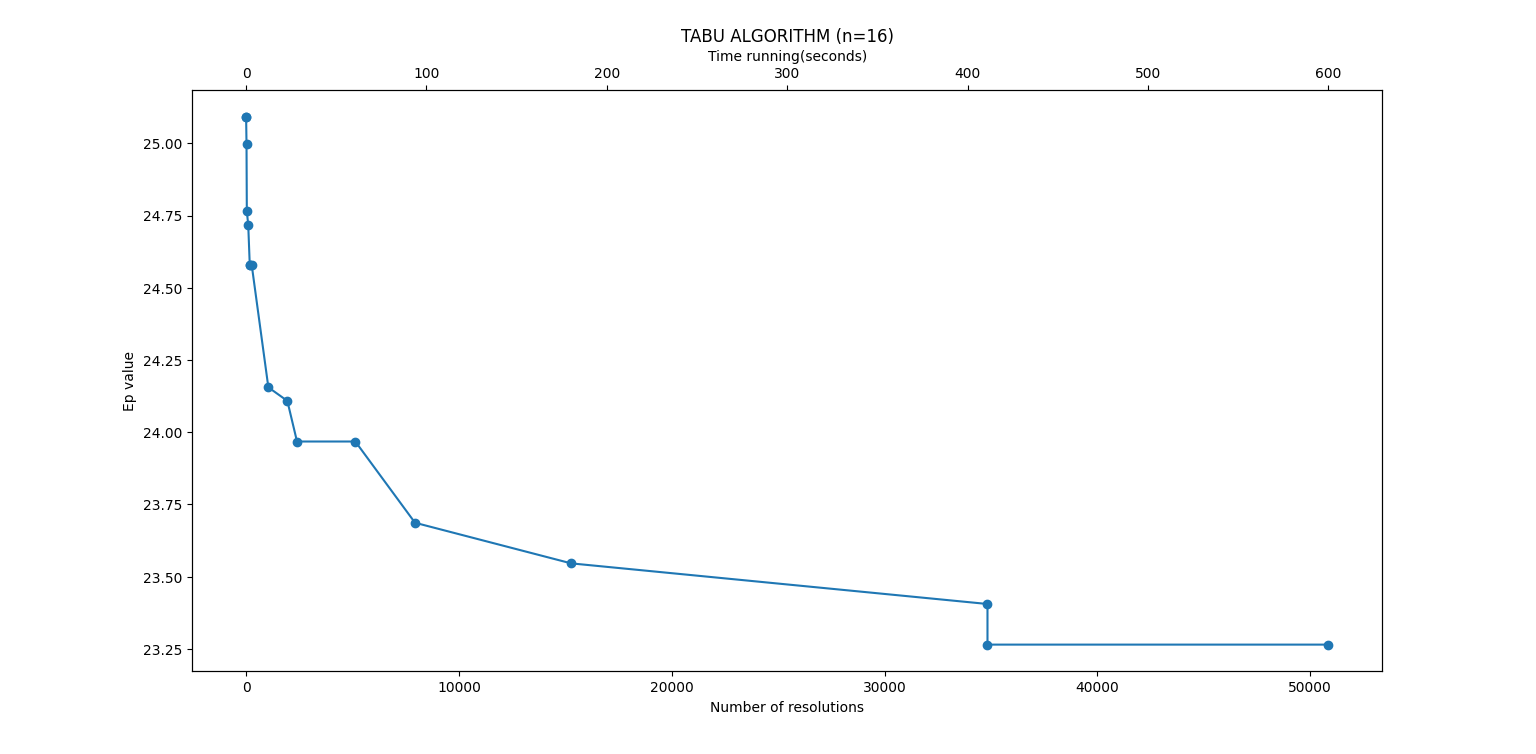 TABU ALGORITHM (n=16)
Time running(seconds)
0 100 200 300 400 500 600
25.00
24.75
24.50
24.25
24.00
23.75
23.50
23.25
Ep value
0 10000 20000 30000 40000 50000
Number of resolutions